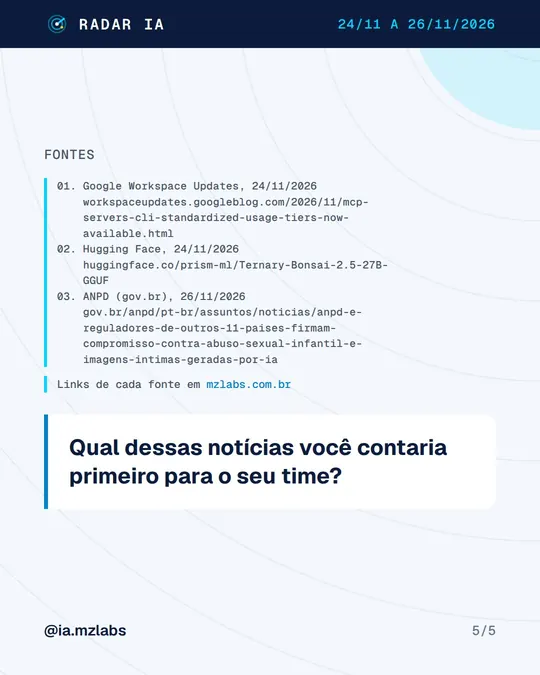 RADAR IA
24/11 A 26/11/2026
FONTES
01. Google Workspace Updates, 24/11/2026
workspaceupdates.googleblog.com/2026/11/mcp-
servers-cli-standardized-usage-tiers-now-
available.html
02. Hugging Face, 24/11/2026
huggingface.co/prism-ml/Ternary-Bonsai-2.5-27B-
GGUF
03. ANPD (gov.br), 26/11/2026
gov.br/anpd/pt-br/assuntos/noticias/anpd-e-
reguladores-de-outros-11-paises-firmam-
compromisso-contra-abuso-sexual-infantil-e-
imagens-intimas-geradas-por-ia
Links de cada fonte em mzlabs.com.br
Qual dessas notícias você contaria
primeiro para o seu time?
@ia.mzlabs
5/5